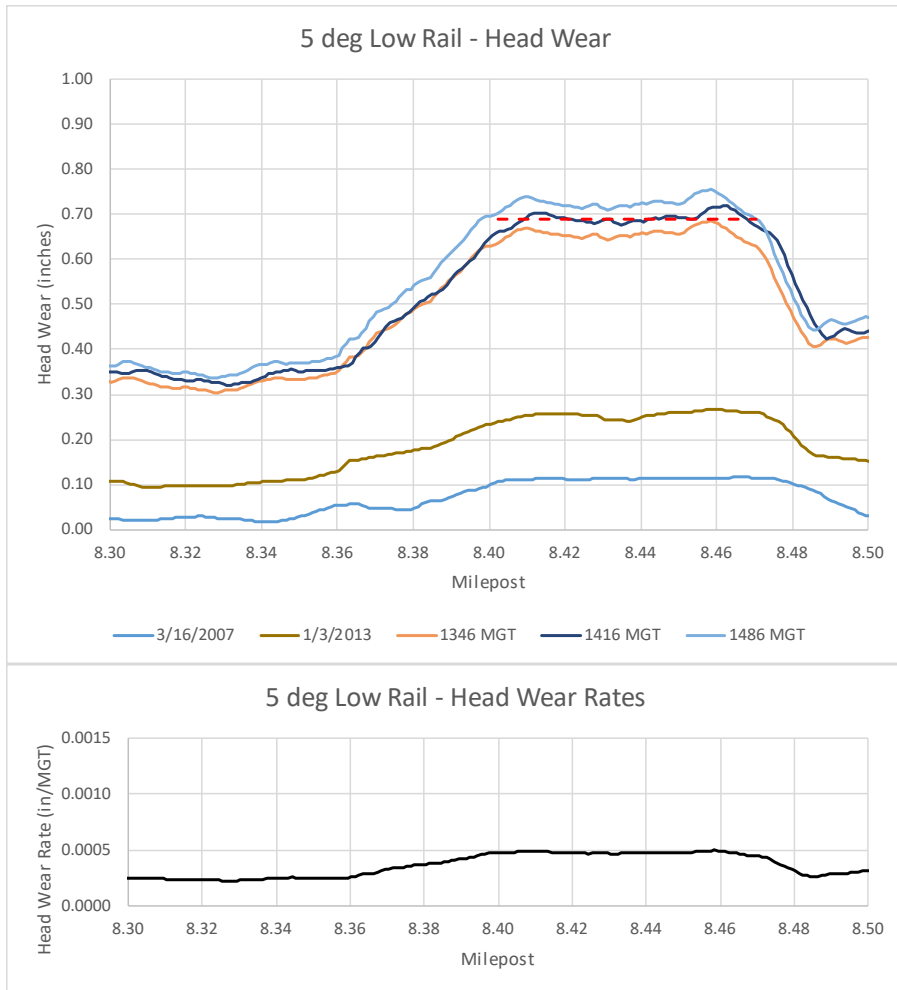 5 deg Low Rail - Head Wear
Head Wear (inches)
1.00
0.90
0.80
0.70
0.60
0.50
0.40
0.30
0.20
0.10
0.00
8.30 8.32 8.34 8.36 8.38 8.40 8.42 8.44 8.46 8.48 8.50
Milepost
3/16/2007 1/3/2013 1346 MGT 1416 MGT 1486 MGT
5 deg Low Rail - Head Wear Rates
Head Wear Rate (in/MGT)
0.0015
0.0010
0.0005
0.0000
8.30 8.32 8.34 8.36 8.38 8.40 8.42 8.44 8.46 8.48 8.50
Milepost